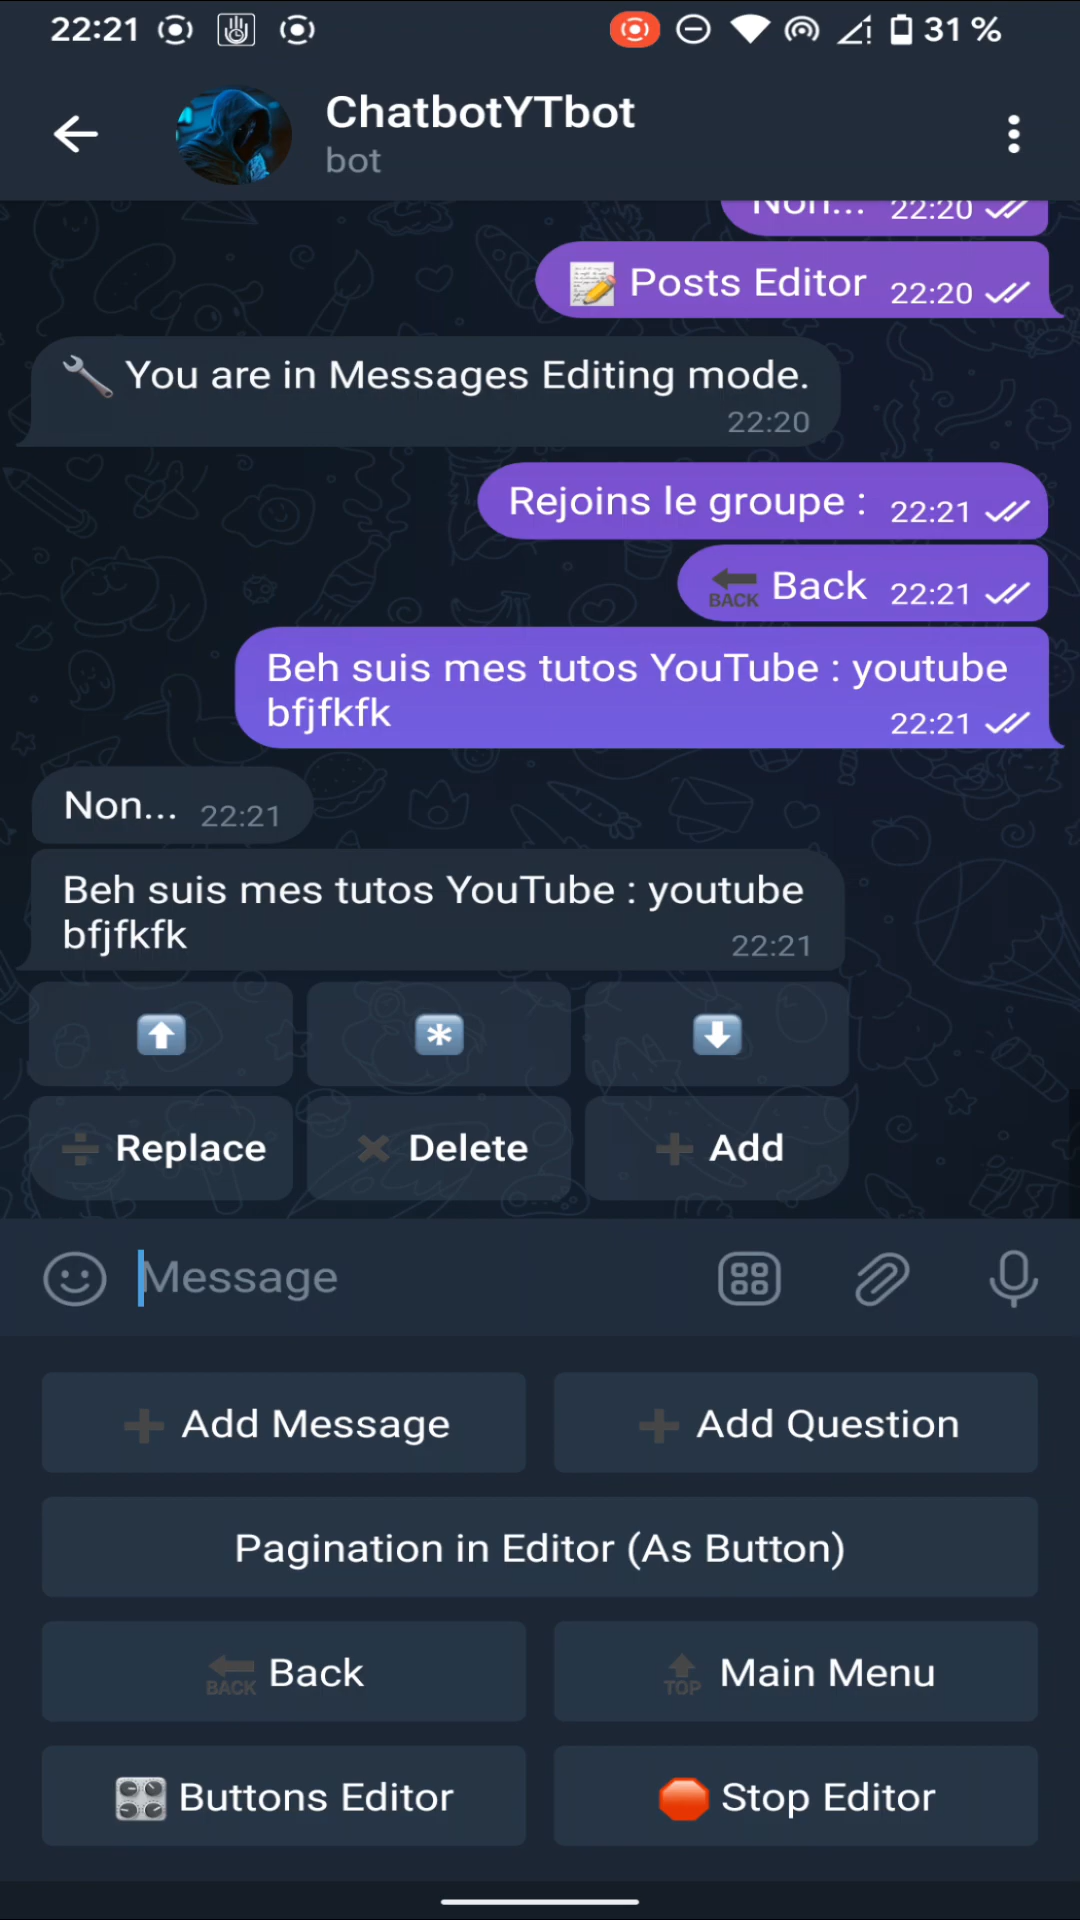 22:21 31 %
ChatbotYTbot
bot
Non... 22:20
Posts Editor 22:20
You are in Messages Editing mode.
22:20
Rejoins le groupe : 22:21
BACK Back 22:21
Beh suis mes tutos YouTube : youtube
bfjfkfk 22:21
Non... 22:21
Beh suis mes tutos YouTube : youtube
bfjfkfk 22:21
Replace Delete Add
Message
Add Message Add Question
Pagination in Editor (As Button)
BACK Back TOP Main Menu
Buttons Editor Stop Editor